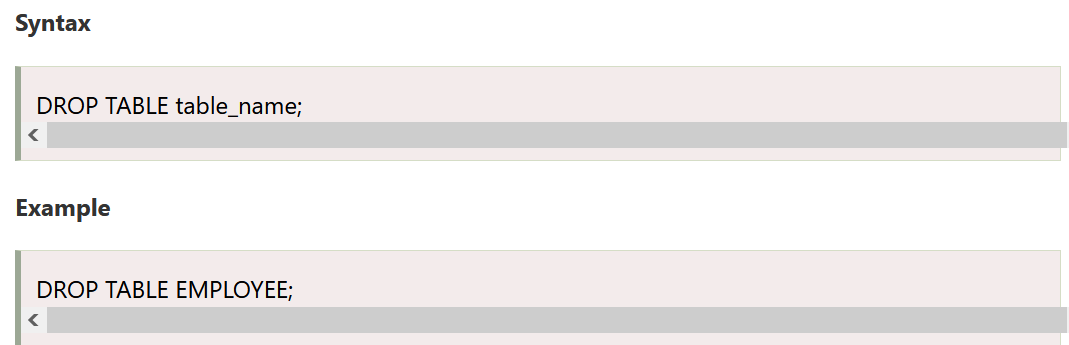 Syntax
DROP TABLE table_name;
Example
DROP TABLE EMPLOYEE;